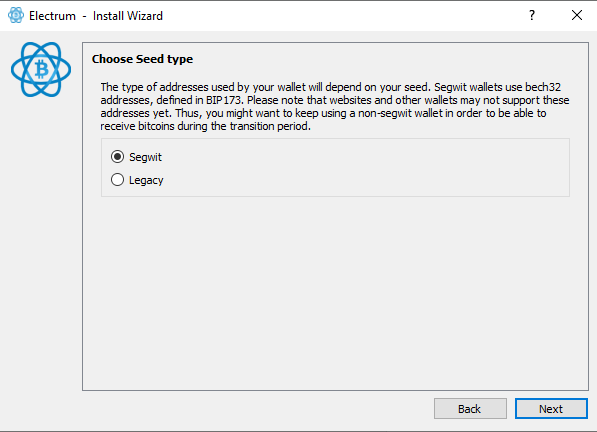 Electrum - Install Wizard
?
Choose Seed type
The type of addresses used by your wallet will depend on your seed. Segwit wallets use bech32
addresses, defined in BIP173. Please note that websites and other wallets may not support these
addresses yet. Thus, you might want to keep using a non-segwit wallet in order to be able to
receive bitcoins during the transition period.
Segwit
Legacy
Back Next